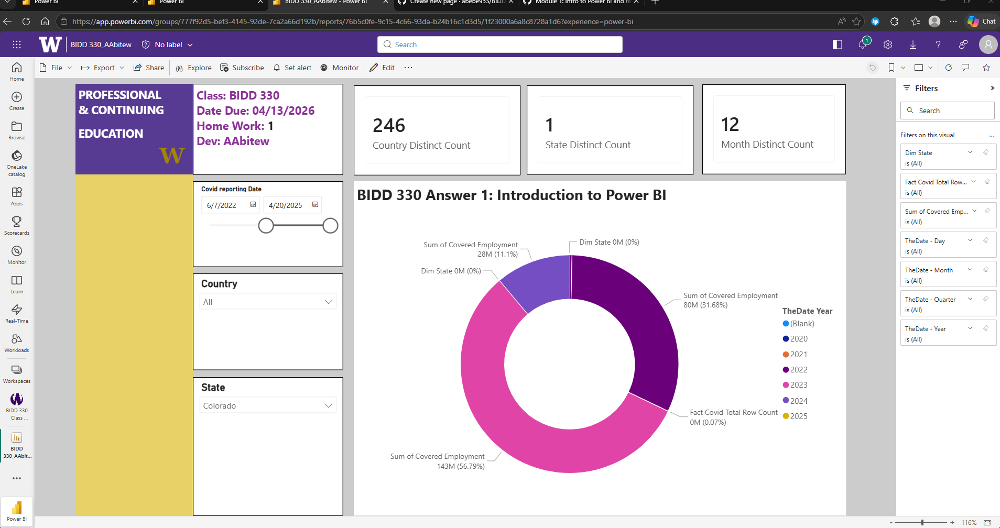 Power BI
Power BI
BIDD 330_AAbitew - Power BI
Create new page · abebe953/BIDD
Module 1: Intro to Power BI and re
https://app.powerbi.com/groups/777f92d5-bef3-4145-92de-7ca2a66d192b/reports/76b5c0fe-9c15-4c66-93da-b24b16c1d3d5/1f23000a6a8c8728a1d6?experience=power-bi
Chat
W
BIDD 330_AAbitew
No label
Search
1
File
Export
Share
Explore
Subscribe
Set alert
Monitor
Edit
Home
Create
Browse
OneLake
catalog
Apps
Scorecards
Monitor
Learn
Real-Time
Workloads
Workspaces
BIDD 330
Class ...
BIDD
330_AAbit...
Power BI
PROFESSIONAL
& CONTINUING
EDUCATION
W
Class: BIDD 330
Date Due: 04/13/2026
Home Work: 1
Dev: AAbitew
246
Country Distinct Count
1
State Distinct Count
12
Month Distinct Count
Covid reporting Date
6/7/2022
4/20/2025
Country
All
State
Colorado
BIDD 330 Answer 1: Introduction to Power BI
Sum of Covered Employment
28M (11.1%)
Dim State 0M (0%)
Dim State 0M (0%)
Sum of Covered Employment
80M (31.68%)
Fact Covid Total Row Count
0M (0.07%)
Sum of Covered Employment
143M (56.79%)
TheDate Year
(Blank)
2020
2021
2022
2023
2024
2025
Filters
Search
Filters on this visual
Dim State
is (All)
Fact Covid Total Row...
is (All)
Sum of Covered Emp...
is (All)
TheDate - Day
is (All)
TheDate - Month
is (All)
TheDate - Quarter
is (All)
TheDate - Year
is (All)
- + 116%